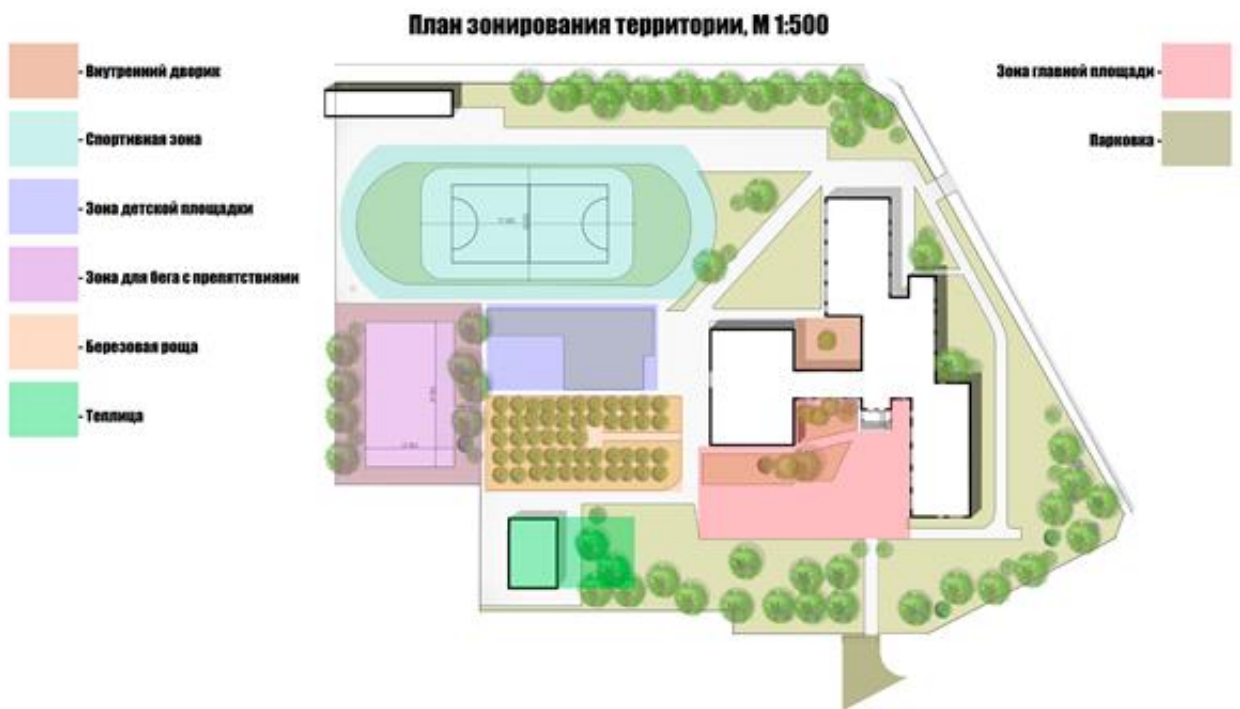 План зонирования территории, М 1:500
- Внутренний дворик
- Спортивная зона
- Зона детской площадки
- Зона для бега с препятствиями
- Березовая роща
- Теплица
Зона главной площади -
Парковка -